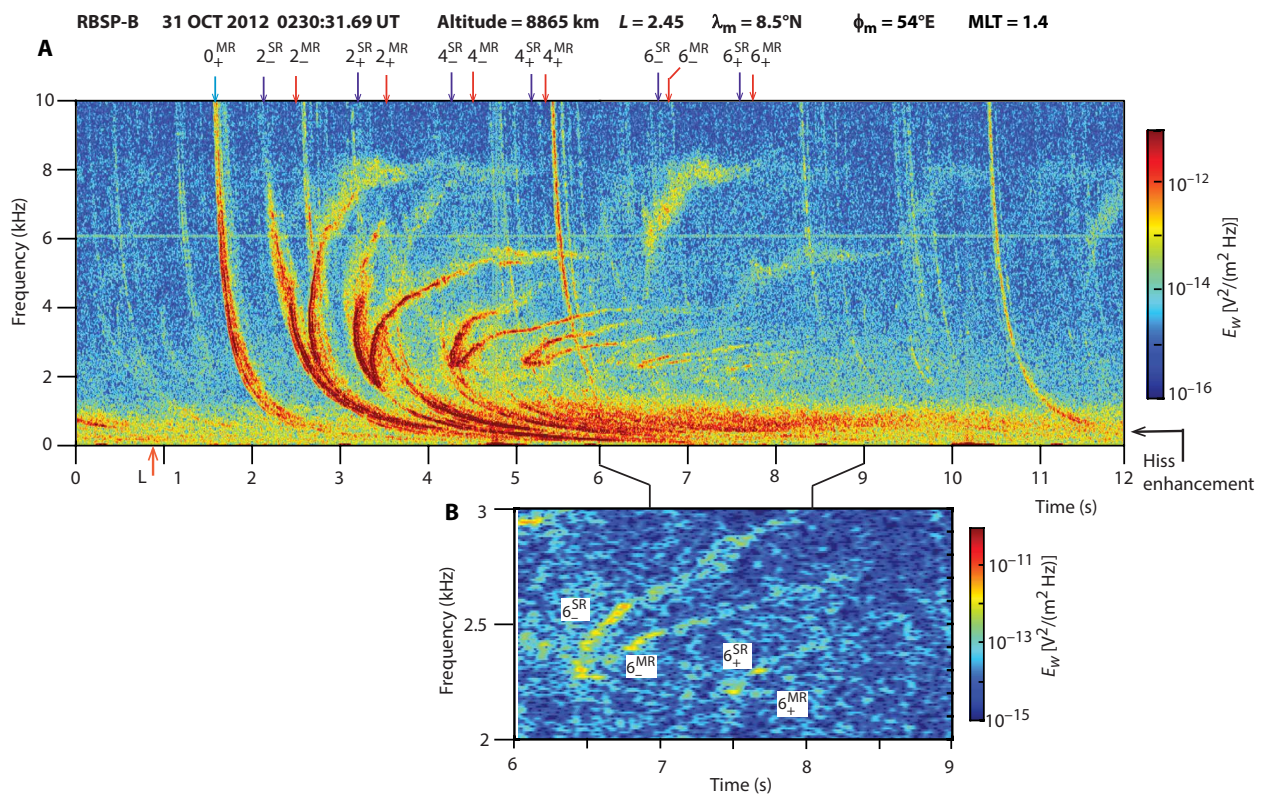 RBSP-B 31 OCT 2012 0230:31.69 UT Altitude = 8865 km L = 2.45 λm = 8.5°N ϕm = 54°E MLT = 1.4
A
0₊ᴹᴿ 2₋ˢᴿ 2₋ᴹᴿ 2₊ˢᴿ 2₊ᴹᴿ 4₋ˢᴿ 4₋ᴹᴿ 4₊ˢᴿ 4₊ᴹᴿ 6₋ˢᴿ 6₋ᴹᴿ 6₊ˢᴿ 6₊ᴹᴿ
10
8
6
4
2
0
Frequency (kHz)
10⁻¹²
10⁻¹⁴
10⁻¹⁶
E_W [V²/(m² Hz)]
0 L 1 2 3 4 5 6 7 8 9 10 11 12
Time (s)
Hiss
enhancement
B
3
2.5
2
Frequency (kHz)
6₋ˢᴿ
6₋ᴹᴿ
6₊ˢᴿ
6₊ᴹᴿ
10⁻¹¹
10⁻¹³
10⁻¹⁵
E_W [V²/(m² Hz)]
6 7 8 9
Time (s)